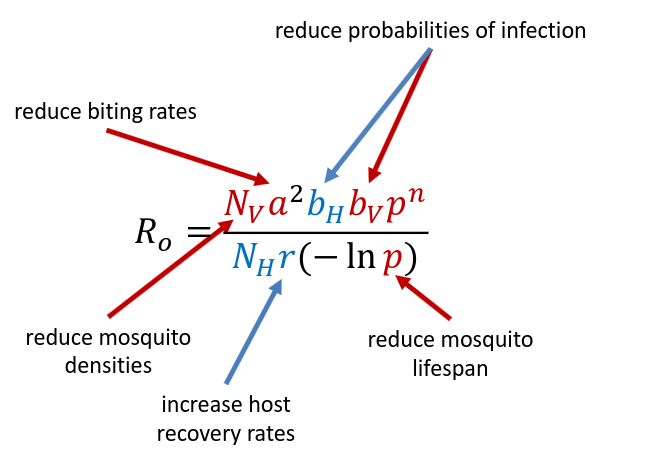 reduce probabilities of infection
reduce biting rates
R_o = \frac{N_V a^2 b_H b_V p^n}{N_H r(− ln p)}
reduce mosquito
densities
reduce mosquito
lifespan
increase host
recovery rates